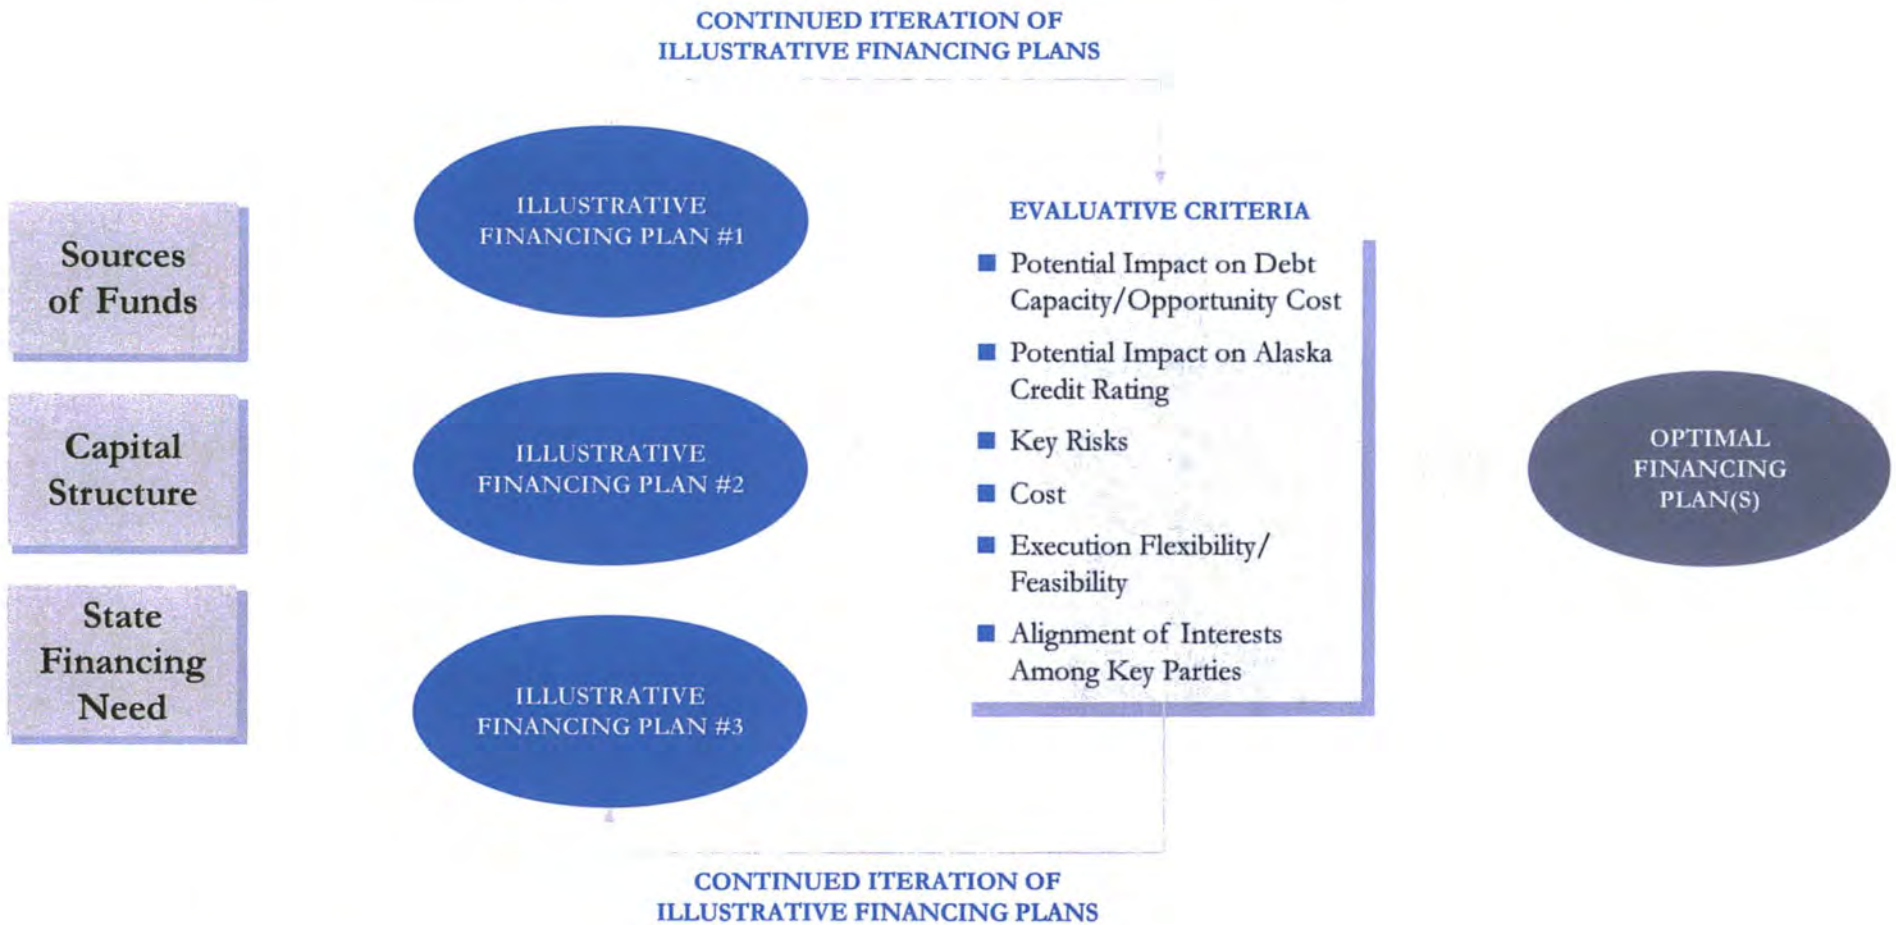 CONTINUED ITERATION OF
ILLUSTRATIVE FINANCING PLANS
Sources
of Funds
Capital
Structure
State
Financing
Need
ILLUSTRATIVE
FINANCING PLAN #1
ILLUSTRATIVE
FINANCING PLAN #2
ILLUSTRATIVE
FINANCING PLAN #3
EVALUATIVE CRITERIA
■ Potential Impact on Debt
Capacity/Opportunity Cost
■ Potential Impact on Alaska
Credit Rating
■ Key Risks
■ Cost
■ Execution Flexibility/
Feasibility
■ Alignment of Interests
Among Key Parties
OPTIMAL
FINANCING
PLAN(S)
CONTINUED ITERATION OF
ILLUSTRATIVE FINANCING PLANS